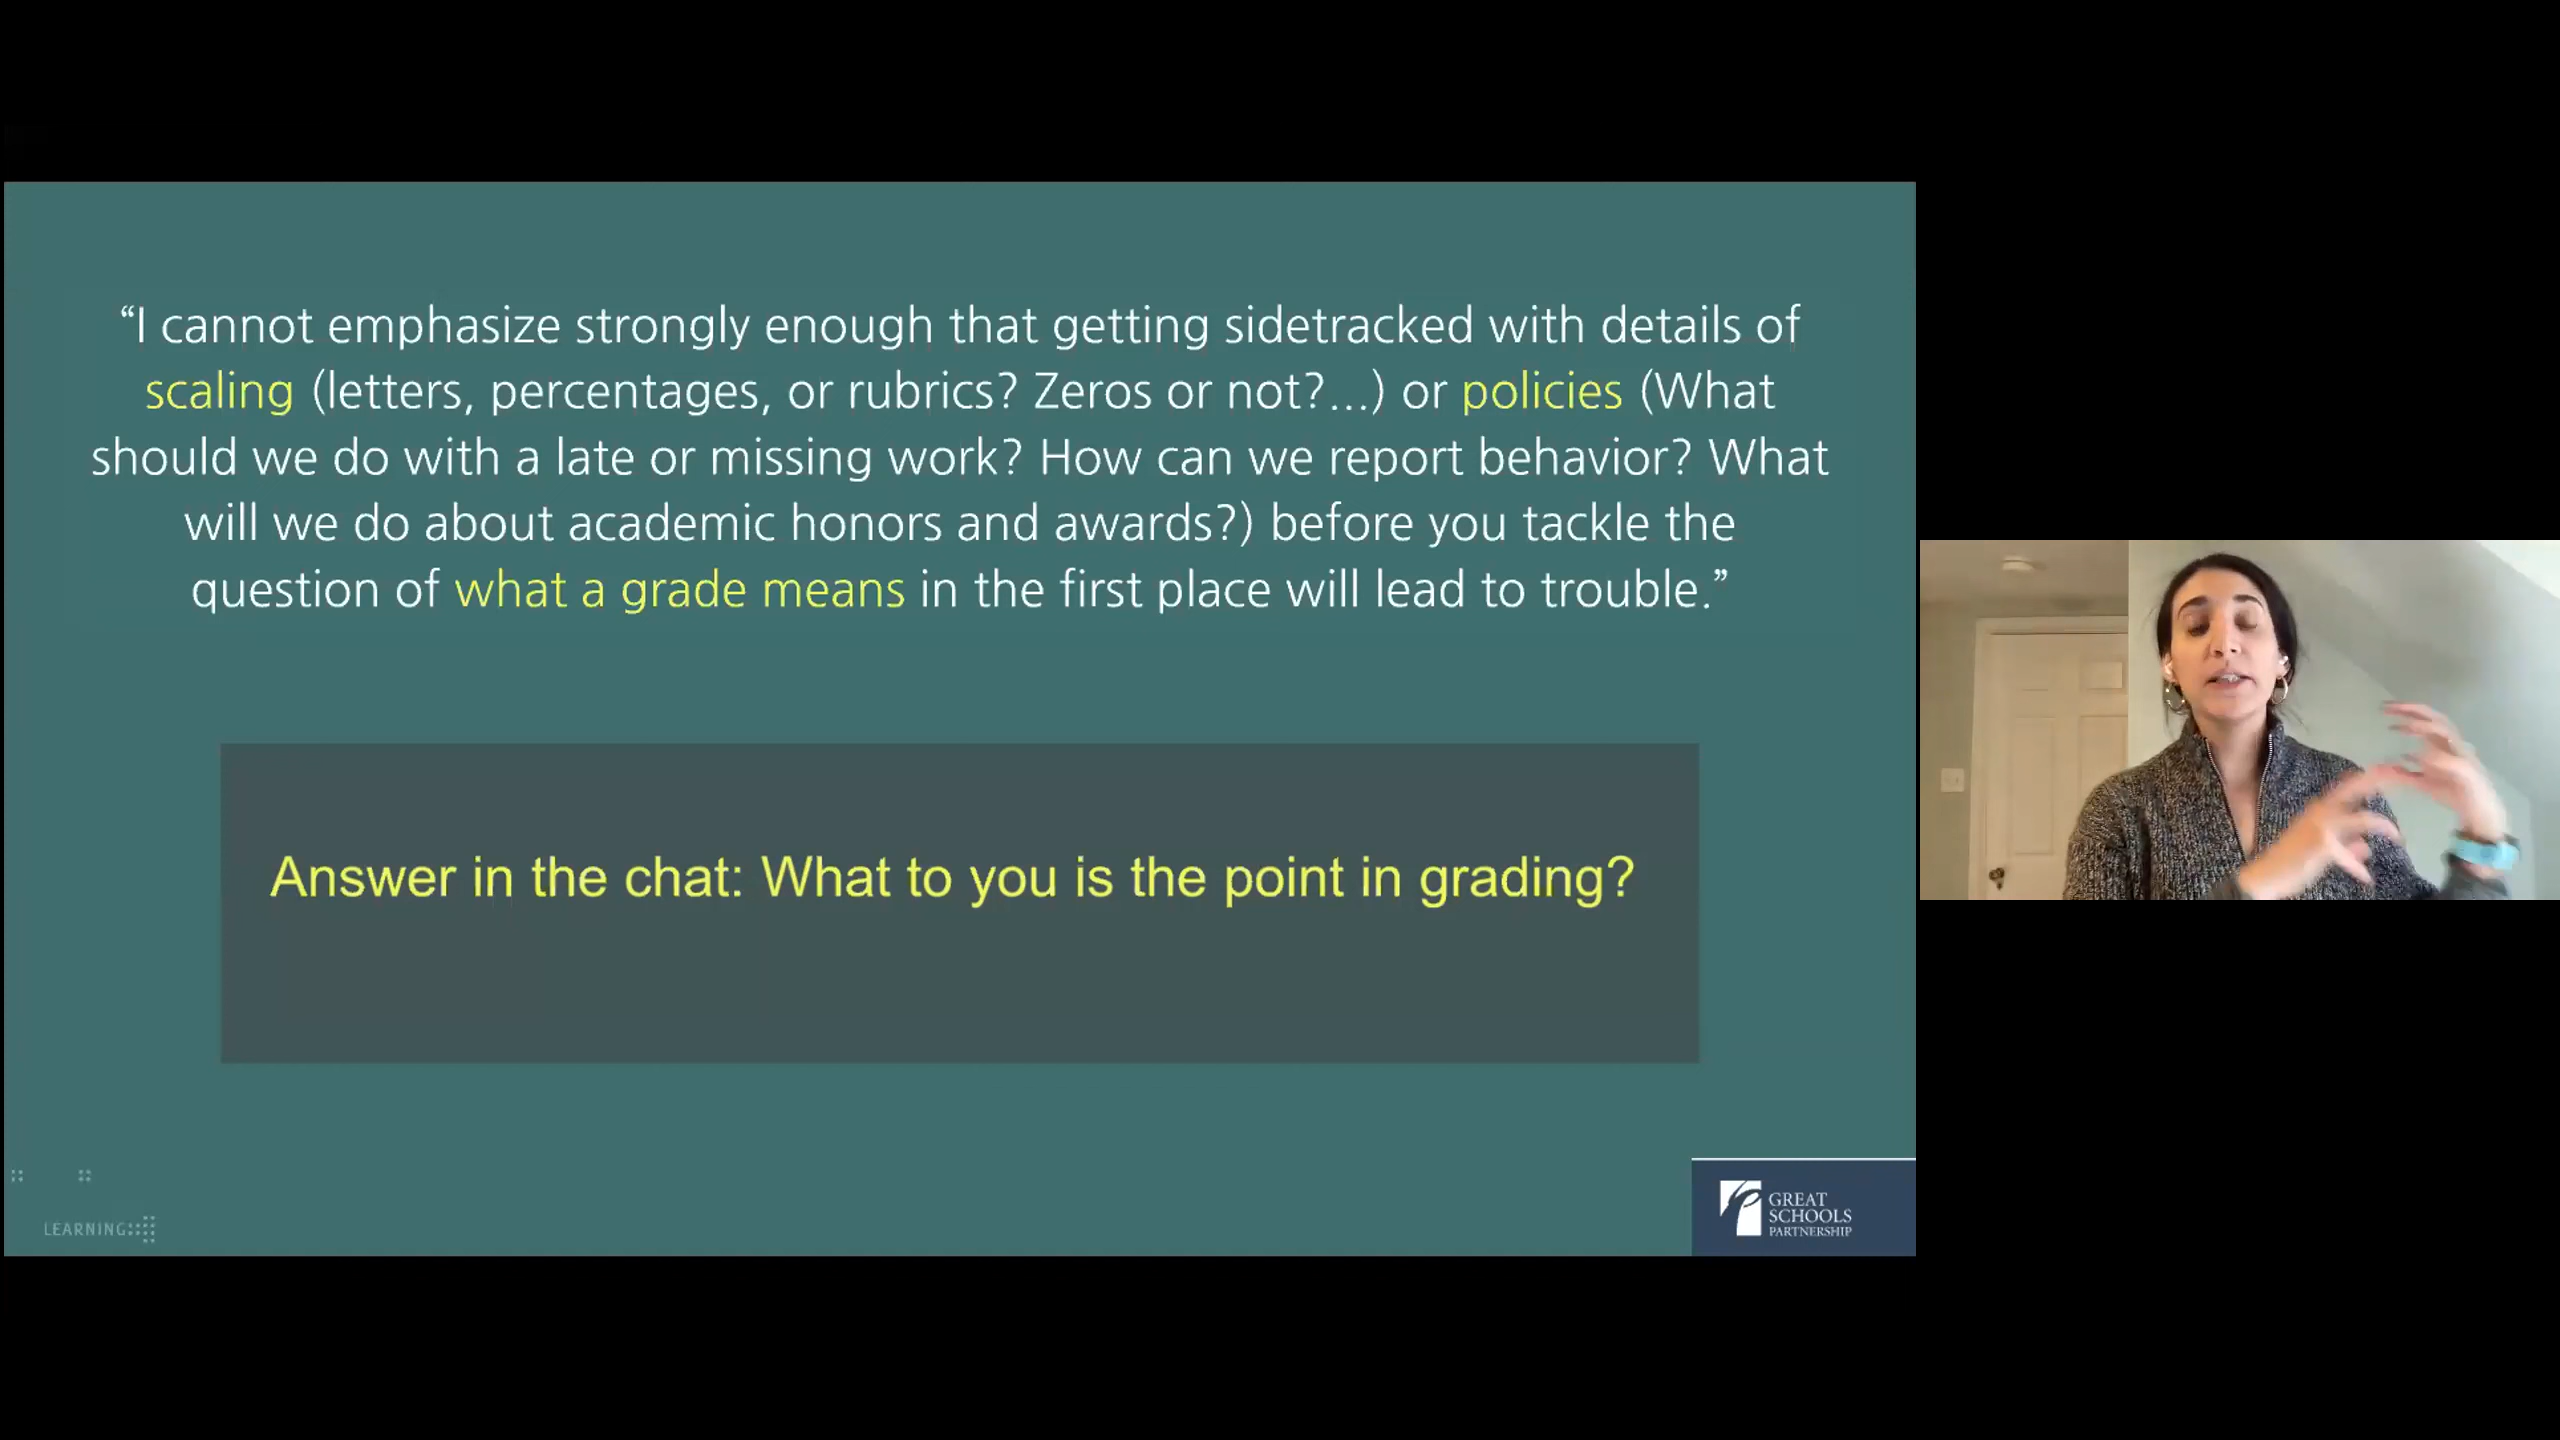 “I cannot emphasize strongly enough that getting sidetracked with details of
scaling (letters, percentages, or rubrics? Zeros or not?...) or policies (What
should we do with a late or missing work? How can we report behavior? What
will we do about academic honors and awards?) before you tackle the
question of what a grade means in the first place will lead to trouble.”
Answer in the chat: What to you is the point in grading?
LEARNING
GREAT
SCHOOLS
PARTNERSHIP